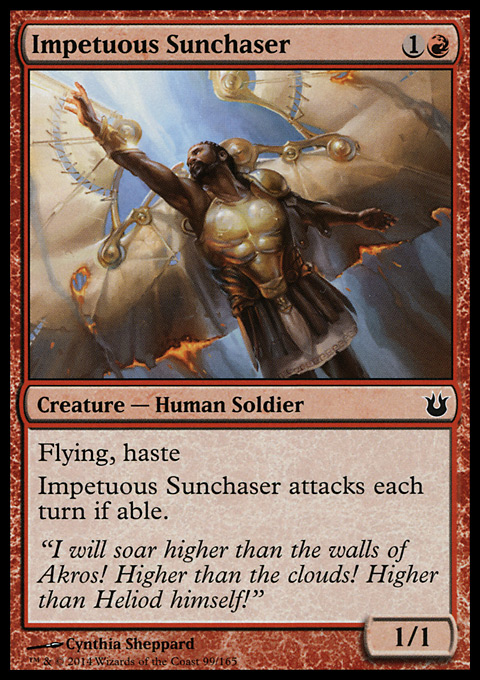 Impetuous Sunchaser 1
Creature — Human Soldier
Flying, haste
Impetuous Sunchaser attacks each
turn if able.
“I will soar higher than the walls of
Akros! Higher than the clouds! Higher
than Heliod himself!”
Cynthia Sheppard
1/1
™ & © 2014 Wizards of the Coast 99/165